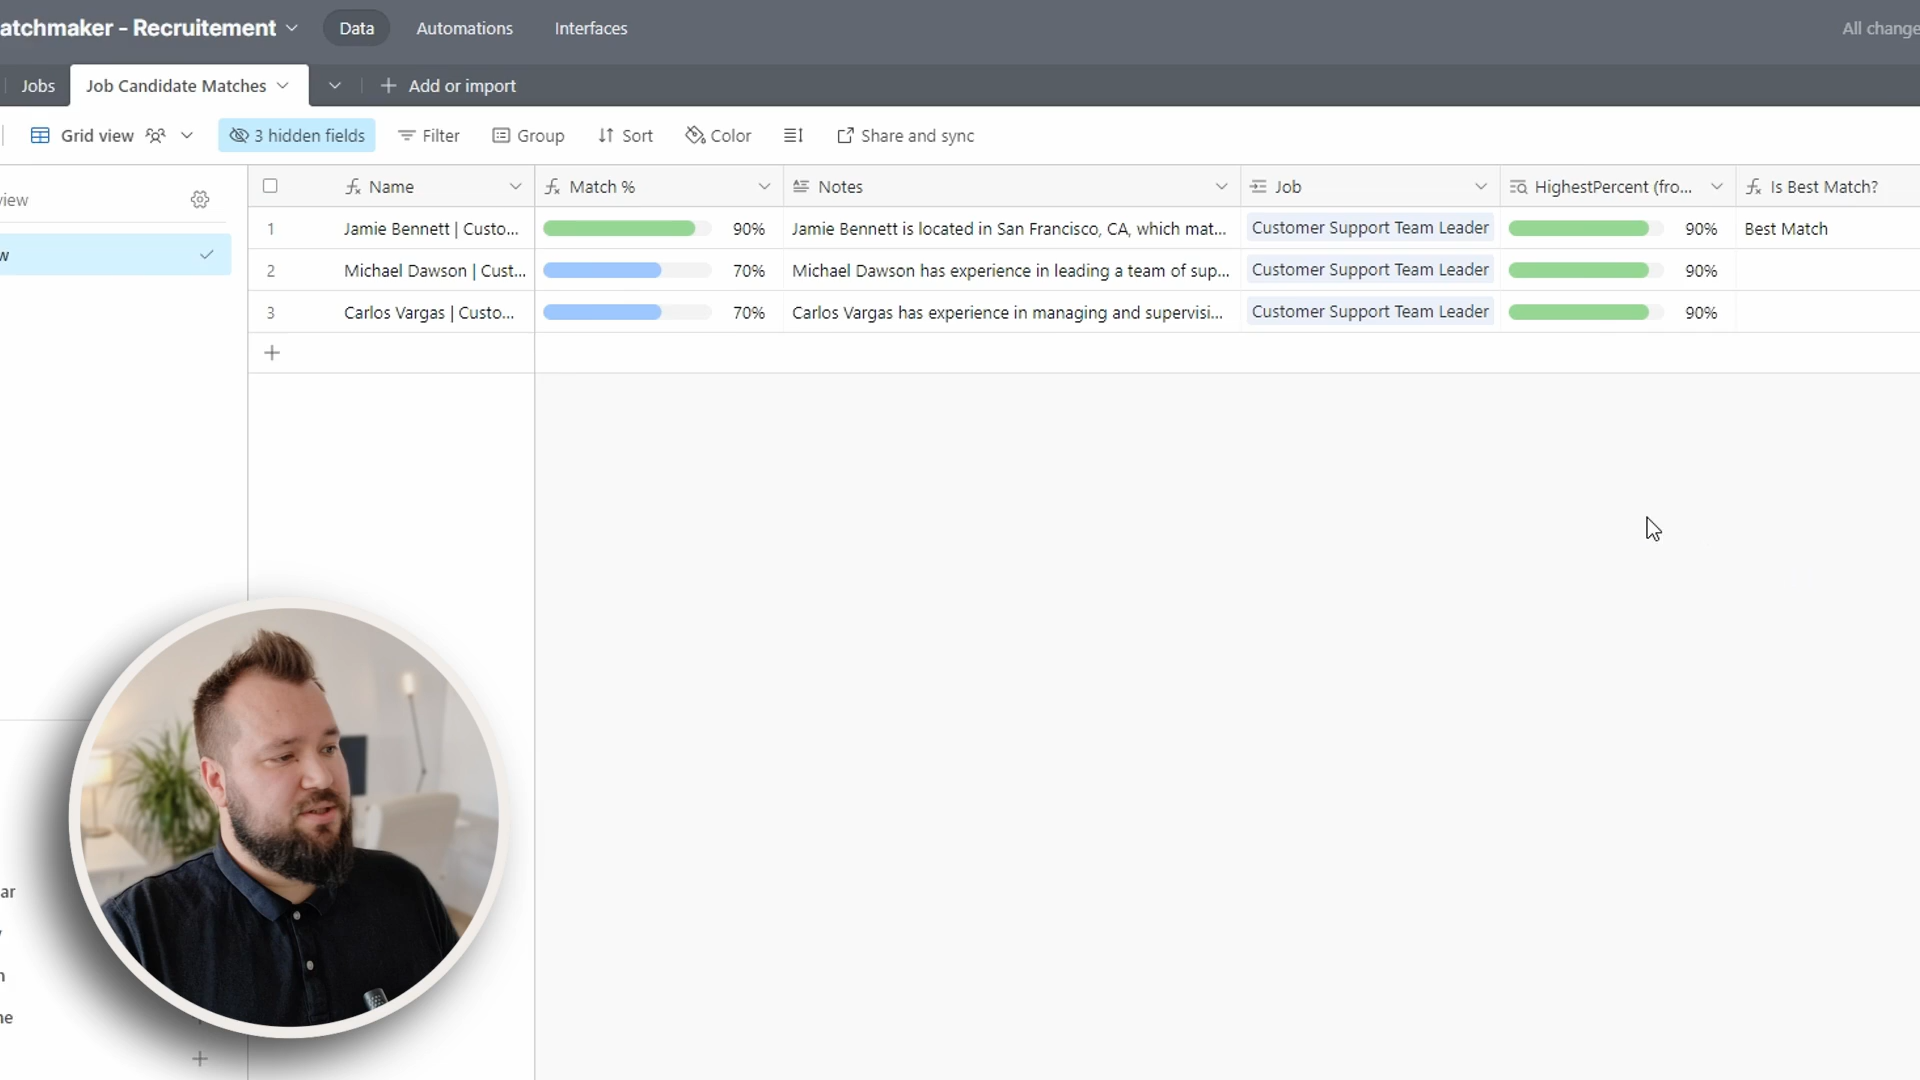 atchmaker - Recruitement Data Automations Interfaces All change
Jobs Job Candidate Matches + Add or import
Grid view 3 hidden fields Filter Group Sort Color Share and sync
view Name Match % Notes Job HighestPercent (fro... Is Best Match?
1 Jamie Bennett | Custo... 90% Jamie Bennett is located in San Francisco, CA, which mat... Customer Support Team Leader 90% Best Match
w
2 Michael Dawson | Cust... 70% Michael Dawson has experience in leading a team of sup... Customer Support Team Leader 90%
3 Carlos Vargas | Custo... 70% Carlos Vargas has experience in managing and supervisi... Customer Support Team Leader 90%
+
ar
n
ne
+